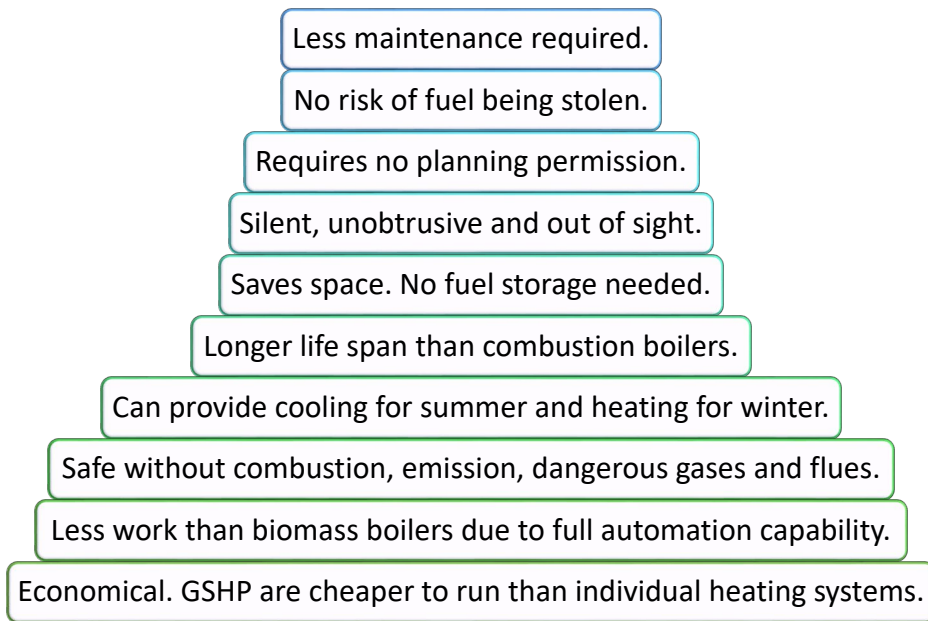 Less maintenance required.
No risk of fuel being stolen.
Requires no planning permission.
Silent, unobtrusive and out of sight.
Saves space. No fuel storage needed.
Longer life span than combustion boilers.
Can provide cooling for summer and heating for winter.
Safe without combustion, emission, dangerous gases and flues.
Less work than biomass boilers due to full automation capability.
Economical. GSHP are cheaper to run than individual heating systems.